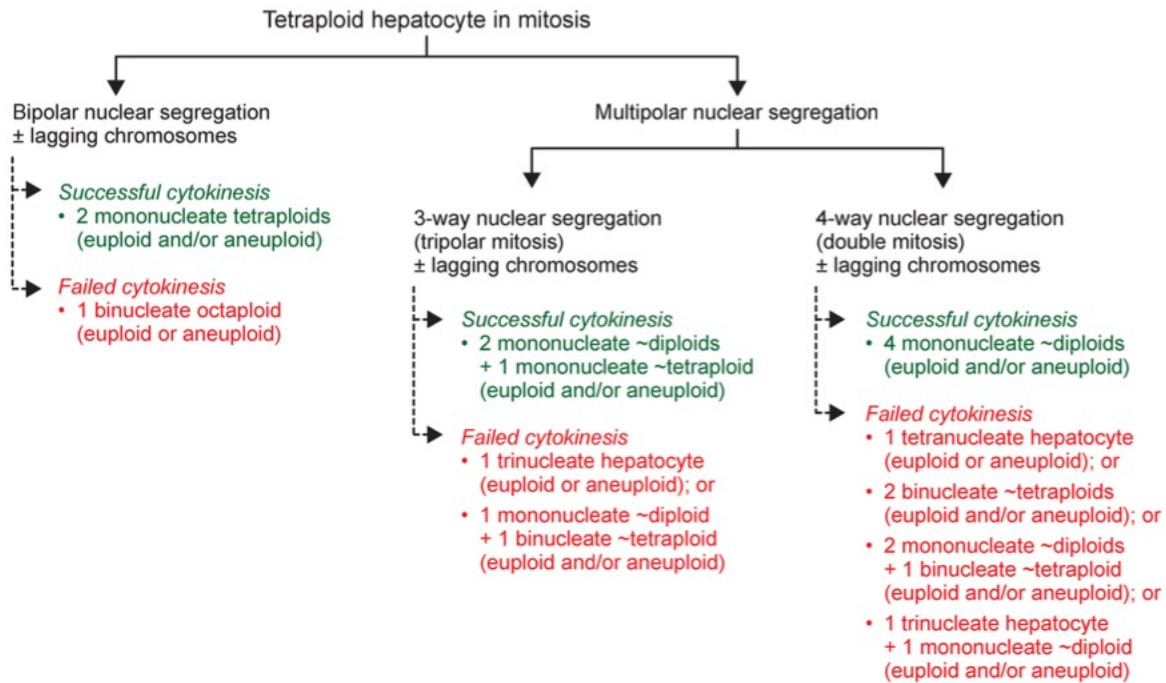 Tetraploid hepatocyte in mitosis
Bipolar nuclear segregation
± lagging chromosomes
Successful cytokinesis
• 2 mononucleate tetraploids
(euploid and/or aneuploid)
Failed cytokinesis
• 1 binucleate octaploid
(euploid or aneuploid)
Multipolar nuclear segregation
3-way nuclear segregation
(tripolar mitosis)
± lagging chromosomes
Successful cytokinesis
• 2 mononucleate ~diploids
+ 1 mononucleate ~tetraploid
(euploid and/or aneuploid)
Failed cytokinesis
• 1 trinucleate hepatocyte
(euploid or aneuploid); or
• 1 mononucleate ~diploid
+ 1 binucleate ~tetraploid
(euploid and/or aneuploid)
4-way nuclear segregation
(double mitosis)
± lagging chromosomes
Successful cytokinesis
• 4 mononucleate ~diploids
(euploid and/or aneuploid)
Failed cytokinesis
• 1 tetranucleate hepatocyte
(euploid or aneuploid); or
• 2 binucleate ~tetraploids
(euploid and/or aneuploid); or
• 2 mononucleate ~diploids
+ 1 binucleate ~tetraploid
(euploid and/or aneuploid); or
• 1 trinucleate hepatocyte
+ 1 mononucleate ~diploid
(euploid and/or aneuploid)